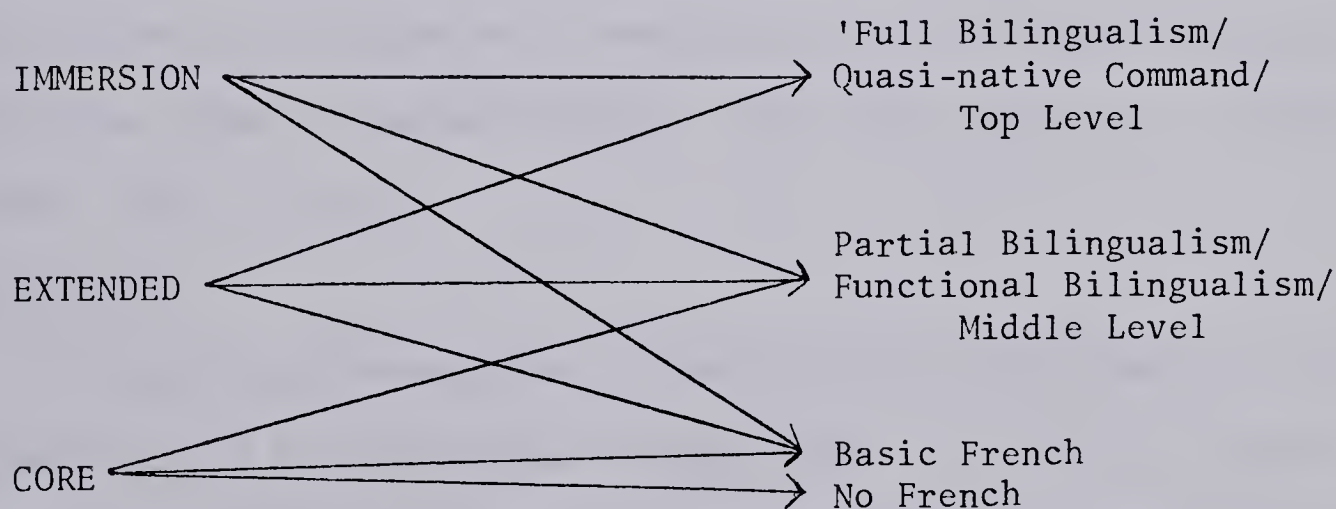 IMMERSION
'Full Bilingualism/
Quasi-native Command/
Top Level
EXTENDED
Partial Bilingualism/
Functional Bilingualism/
Middle Level
CORE
Basic French
No French